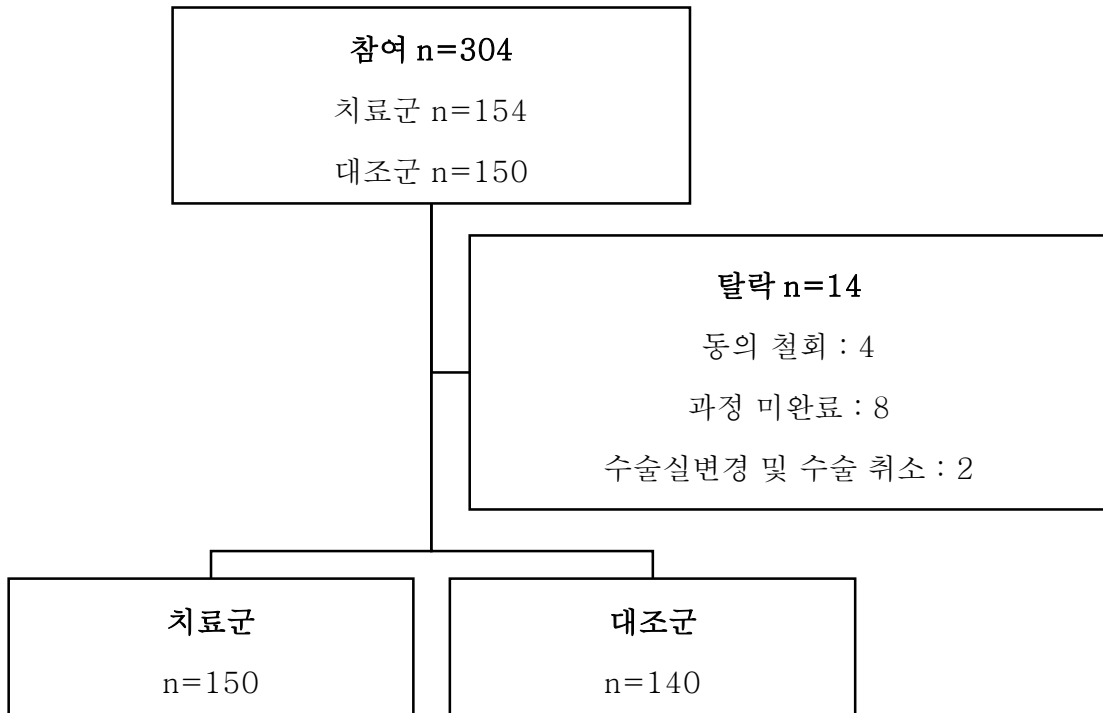 참여 n=304
치료군 n=154
대조군 n=150
탈락 n=14
동의 철회 : 4
과정 미완료 : 8
수술실변경 및 수술 취소 : 2
치료군
n=150
대조군
n=140